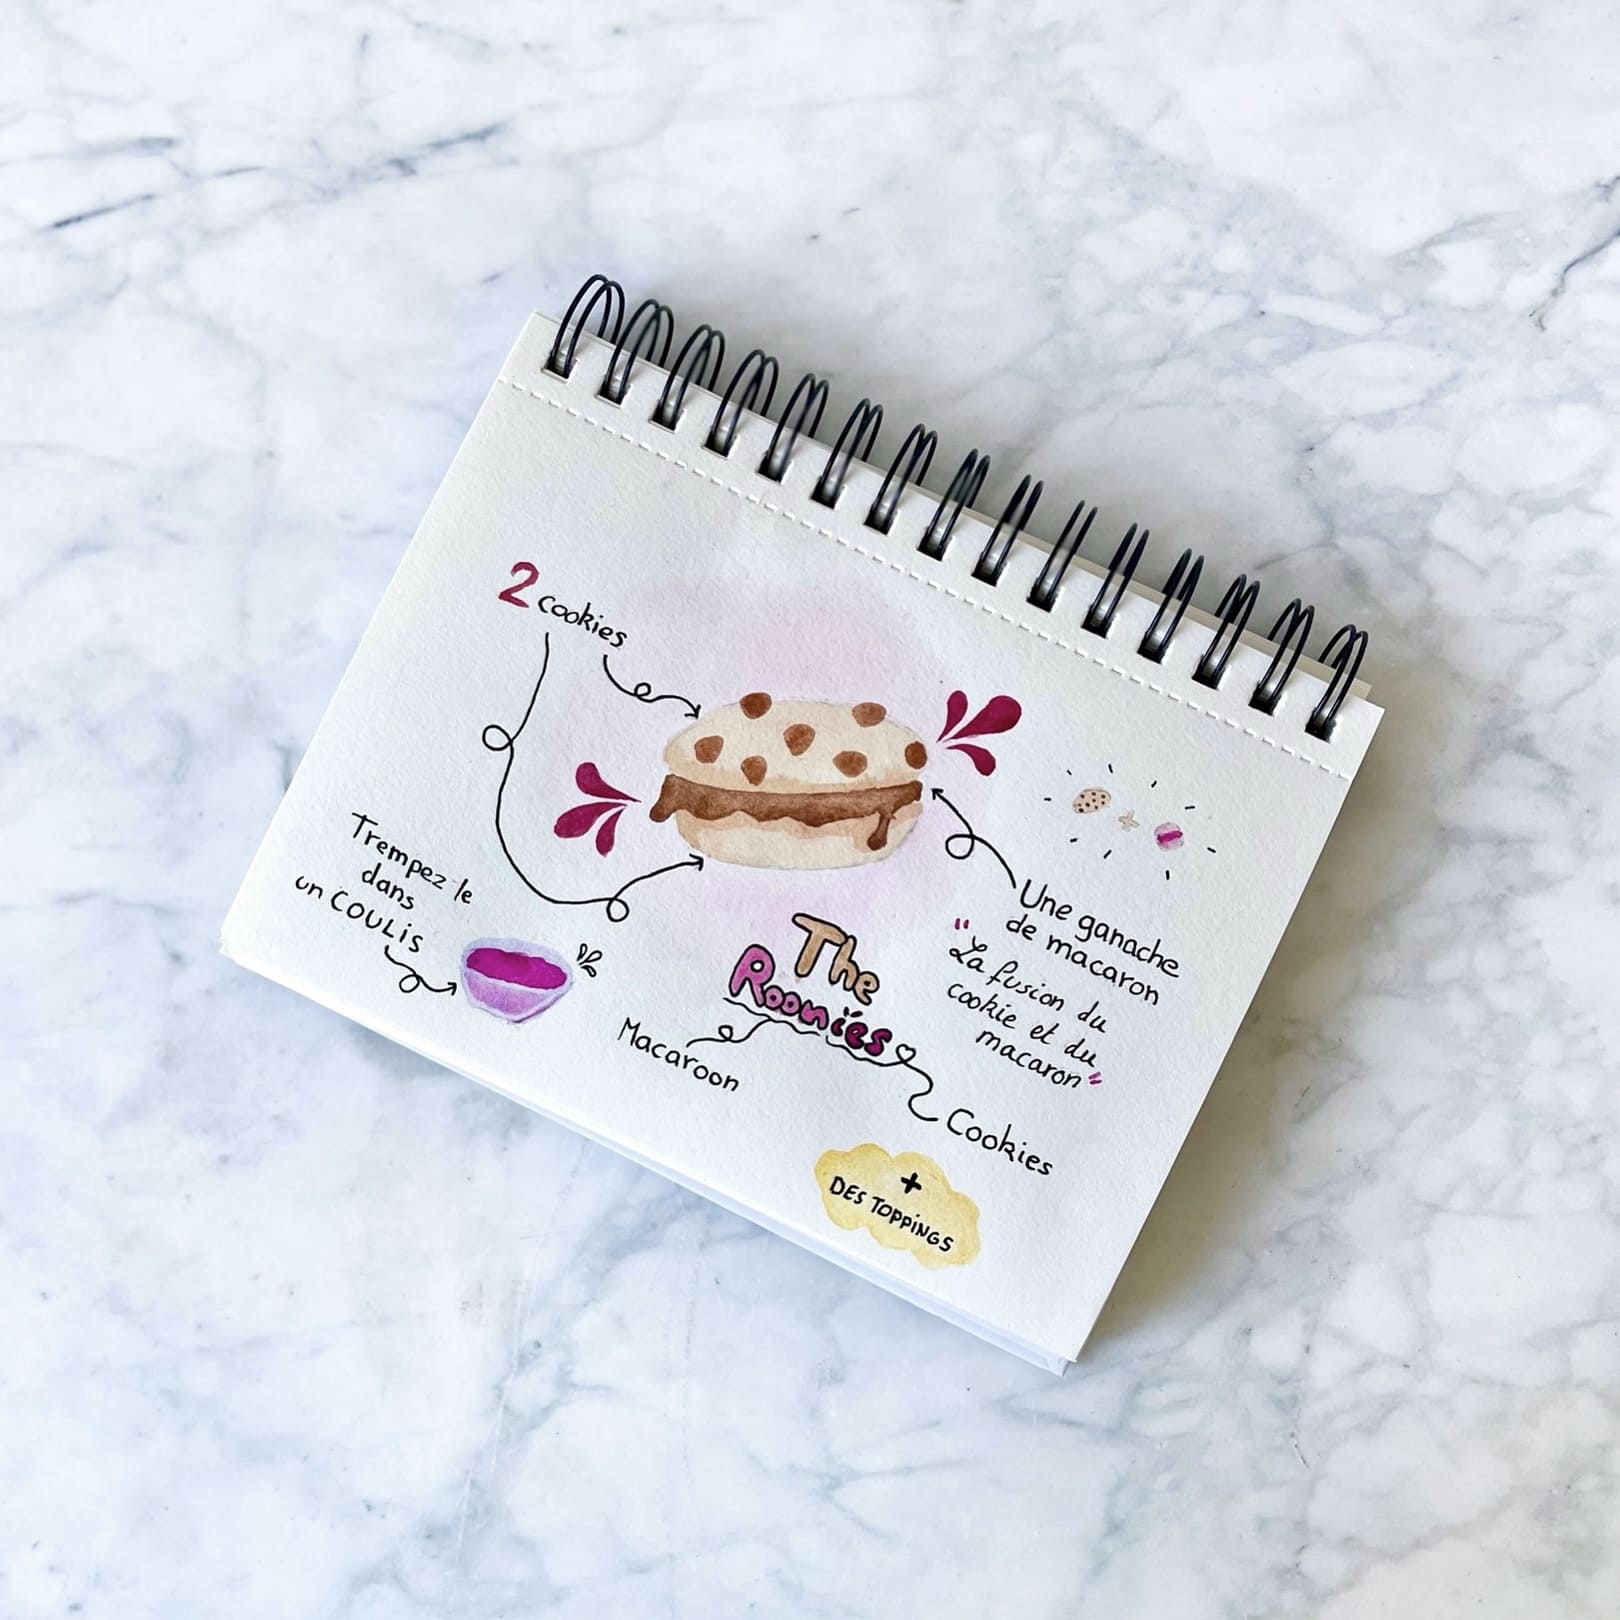 2 cookies
Trempez-le
dans
un COULIS
Une ganache
de macaron
"La fusion du
cookie et du
macaron"
The
Roonies
Macaroon
Cookies
+
DES TOPPINGS